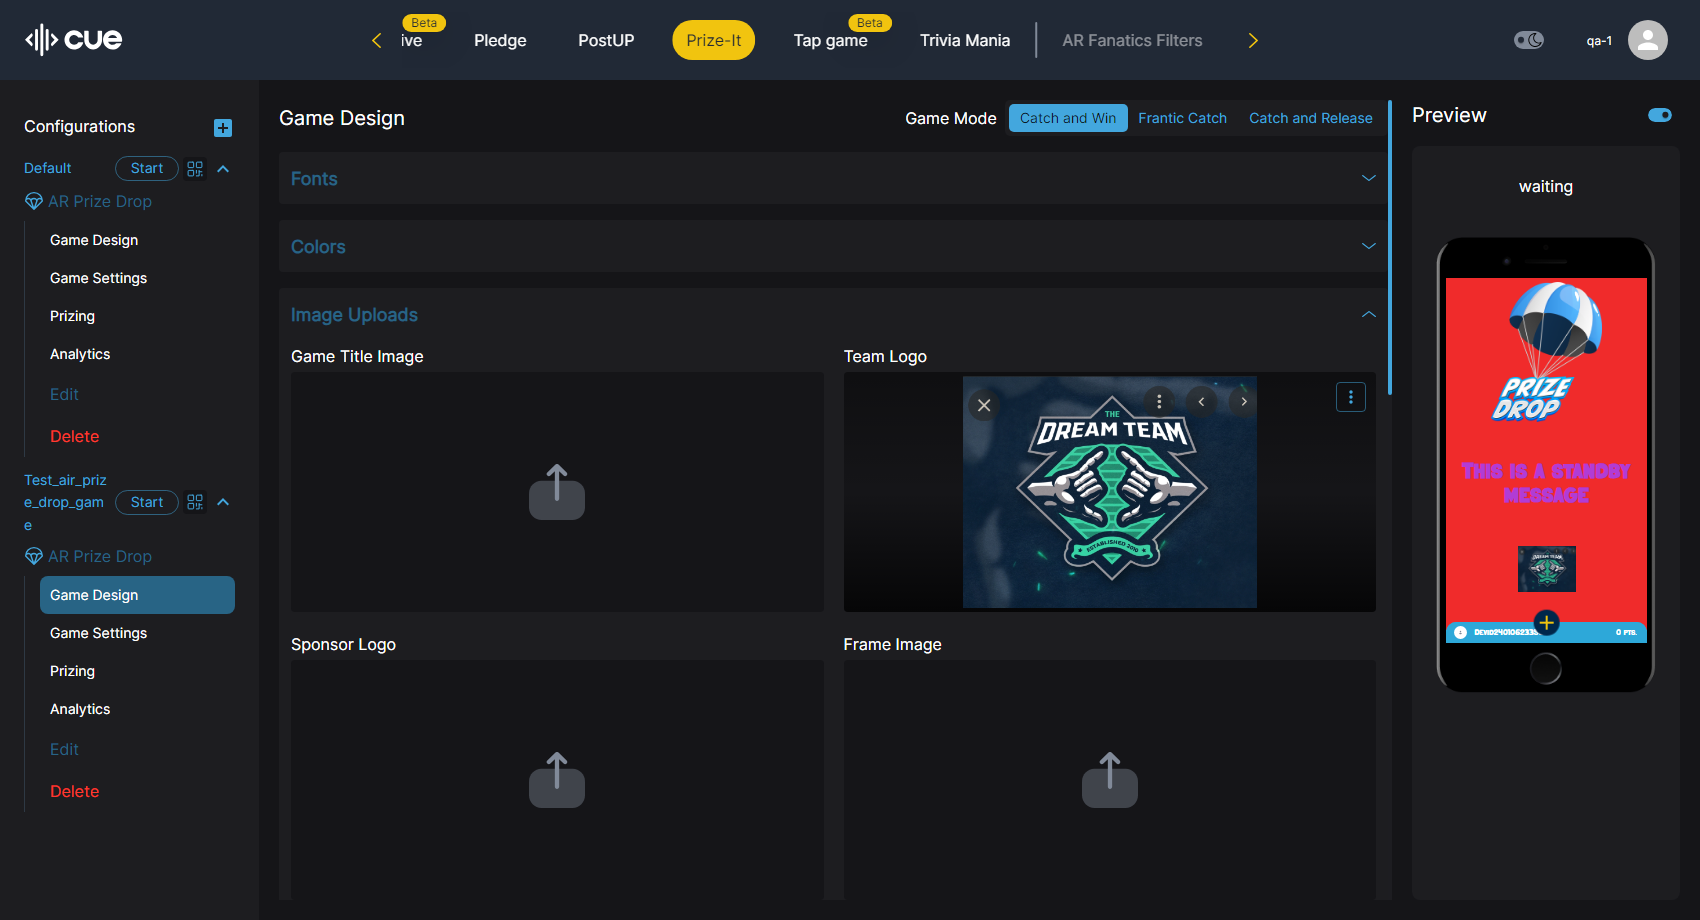 cue
Beta
ive
Pledge
PostUP
Prize-It
Beta
Tap game
Trivia Mania
AR Fanatics Filters
qa-1
Configurations
Default
Start
AR Prize Drop
Game Design
Game Settings
Prizing
Analytics
Edit
Delete
Test_air_priz
e_drop_gam
e
Start
AR Prize Drop
Game Design
Game Settings
Prizing
Analytics
Edit
Delete
Game Design
Game Mode
Catch and Win
Frantic Catch
Catch and Release
Fonts
Colors
Image Uploads
Game Title Image
Team Logo
THE
DREAM TEAM
ESTABLISHED 2010
Sponsor Logo
Frame Image
Preview
waiting
PRIZE
DROP
THIS IS A STANDBY
MESSAGE
DREAM TEAM
0 PTS.